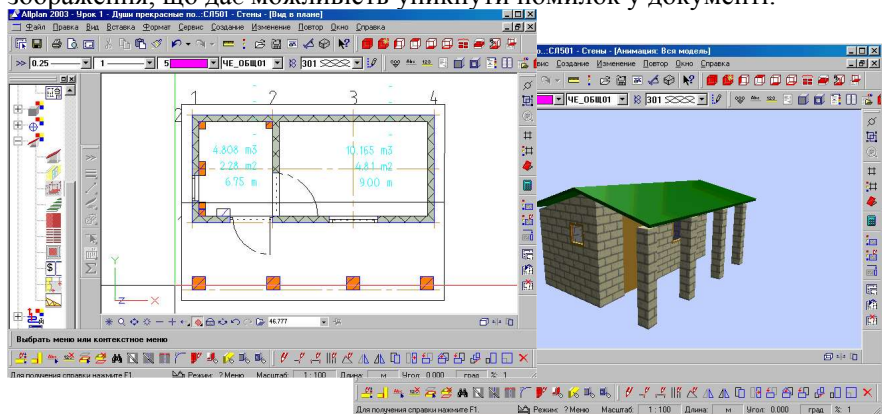 зображення, що дає можливість уникнути помилок у документі.
Allplan 2003 - Урок 1 - Души прекрасные по..:СЛ501 - Стены - [Вид в плане]
Файл Правка Вид Вставка Формат Сервис Создание Изменение Повтор Окно Справка
0.25 1 5 ЧЕ_ОБЩ01 301
1 2 3 4
2
4.808 m3 10.165 m3
2.28 m2 4.81 m2
6.75 m 9.00 m
Y
Z X
46.777
Выбрать меню или контекстное меню
Для получения справки нажмите F1. Режим: ? Меню Масштаб: 1 : 100 Длина: м Угол: 0.000 град %: 1
о..:СЛ501 - Стены - [Анимация: Вся модель]
вис Создание Изменение Повтор Окно Справка
ЧЕ_ОБЩ01 301
Для получения справки нажмите F1. Режим: ? Меню Масштаб: 1 : 100 Длина: м Угол: 0.000 град %: 1